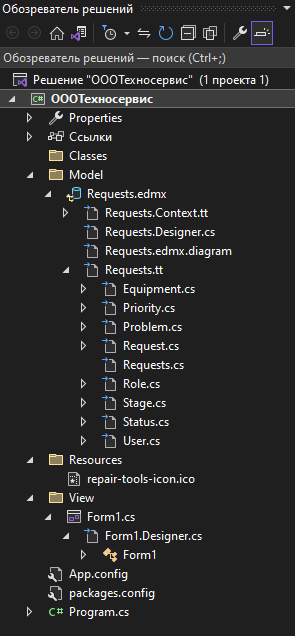 Обозреватель решений
Обозреватель решений — поиск (Ctrl+;)
Решение "ОООТехносервис" (1 проекта 1)
C# ОООТехносервис
Properties
Ссылки
Classes
Model
Requests.edmx
Requests.Context.tt
Requests.Designer.cs
Requests.edmx.diagram
Requests.tt
Equipment.cs
Priority.cs
Problem.cs
Request.cs
Requests.cs
Role.cs
Stage.cs
Status.cs
User.cs
Resources
repair-tools-icon.ico
View
Form1.cs
Form1.Designer.cs
Form1
App.config
packages.config
C# Program.cs